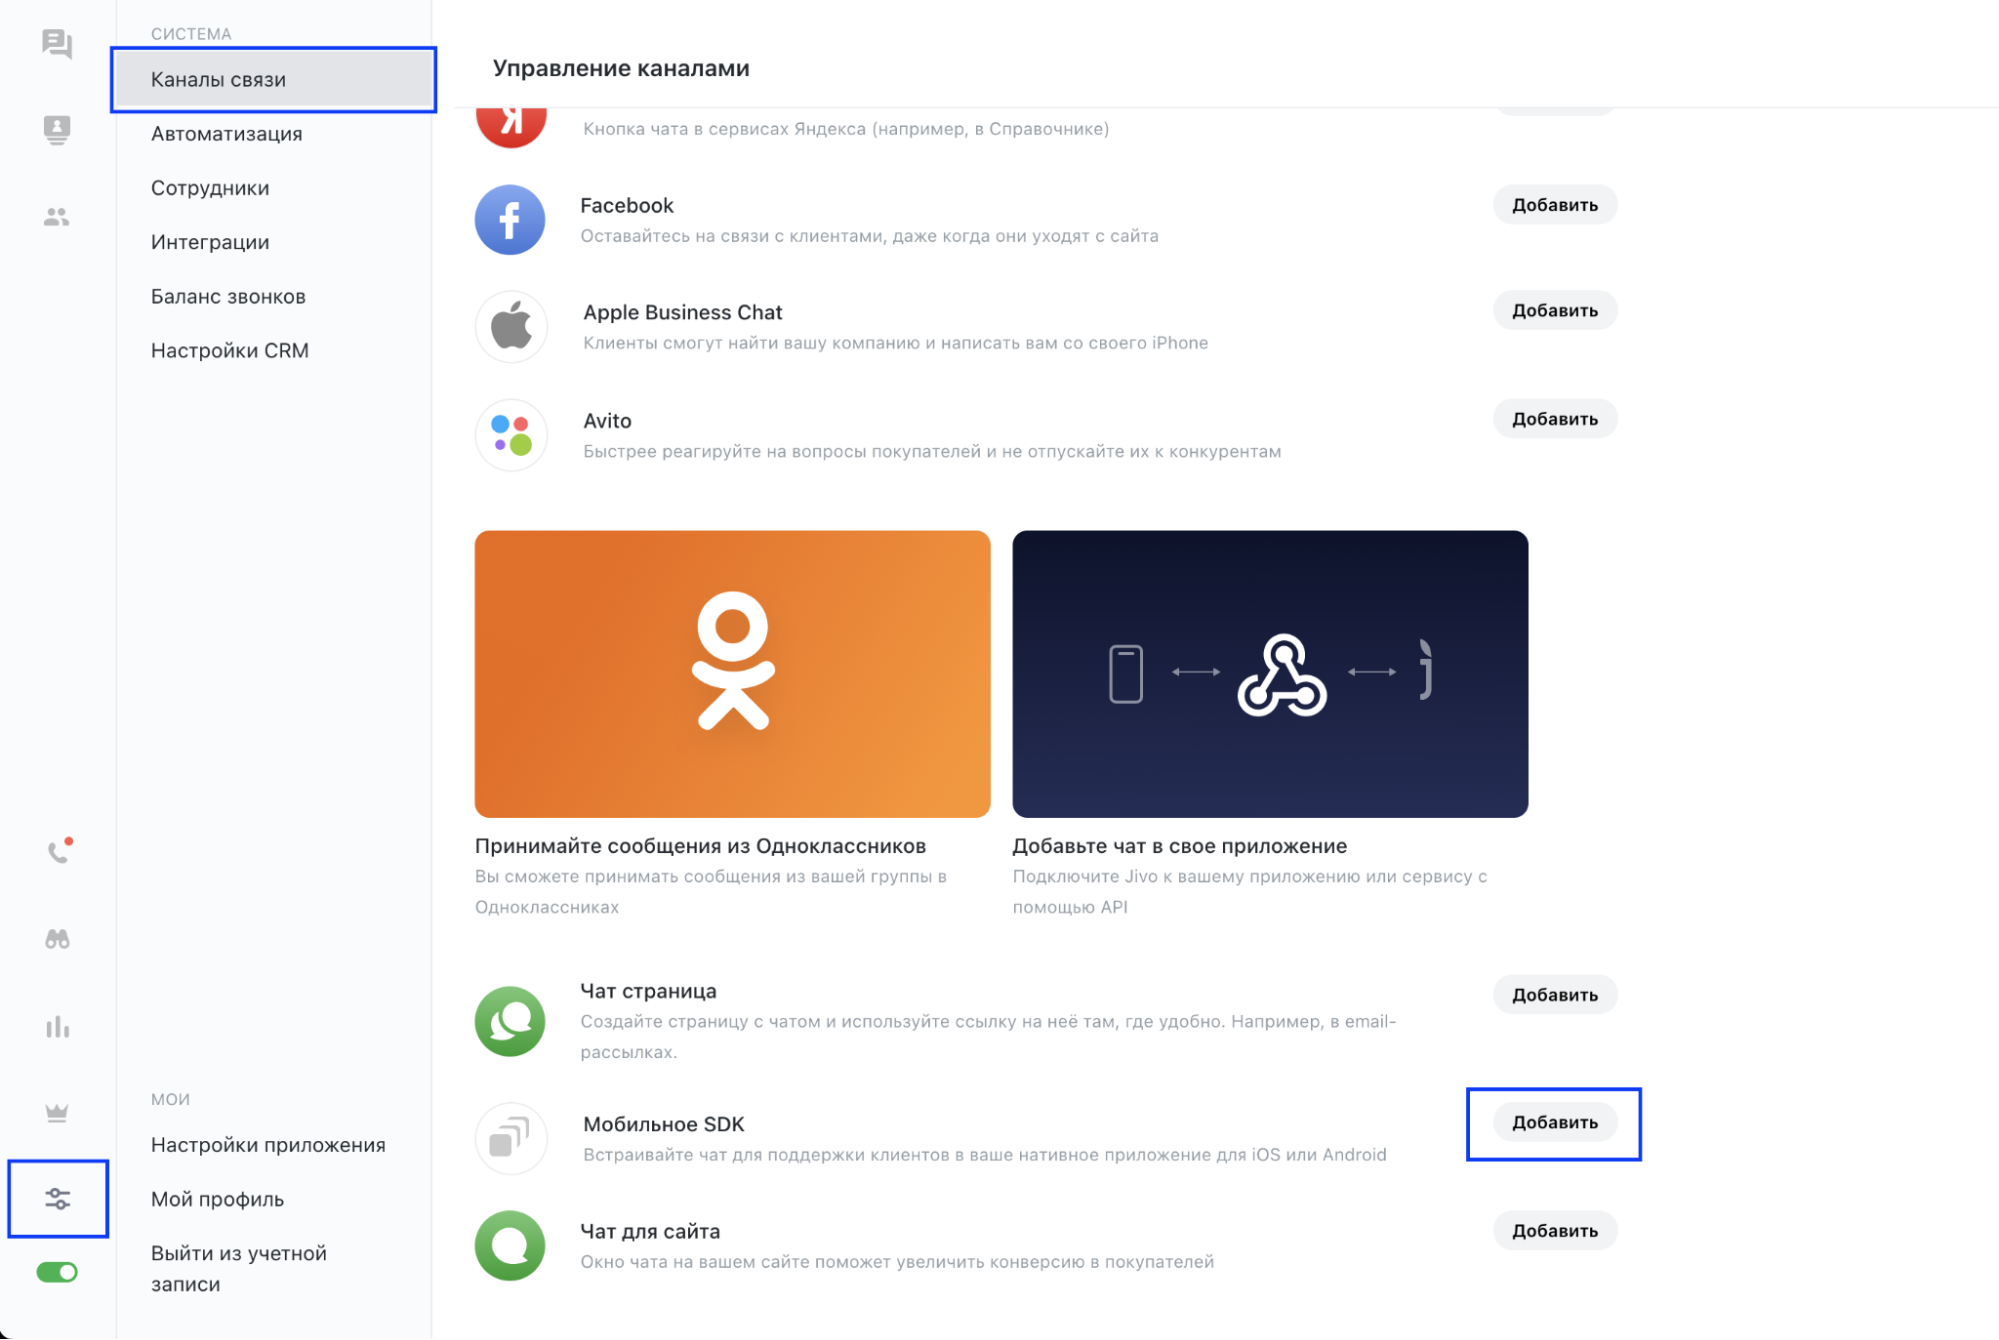 СИСТЕМА
Каналы связи
Автоматизация
Сотрудники
Интеграции
Баланс звонков
Настройки CRM
МОИ
Настройки приложения
Мой профиль
Выйти из учетной
записи
Управление каналами
Кнопка чата в сервисах Яндекса (например, в Справочнике)
Facebook
Оставайтесь на связи с клиентами, даже когда они уходят с сайта
Добавить
Apple Business Chat
Клиенты смогут найти вашу компанию и написать вам со своего iPhone
Добавить
Avito
Быстрее реагируйте на вопросы покупателей и не отпускайте их к конкурентам
Добавить
Принимайте сообщения из Одноклассников
Вы сможете принимать сообщения из вашей группы в
Одноклассниках
Добавьте чат в свое приложение
Подключите Jivo к вашему приложению или сервису с
помощью API
Чат страница
Создайте страницу с чатом и используйте ссылку на неё там, где удобно. Например, в email-
рассылках.
Добавить
Мобильное SDK
Встраивайте чат для поддержки клиентов в ваше нативное приложение для iOS или Android
Добавить
Чат для сайта
Окно чата на вашем сайте поможет увеличить конверсию в покупателей
Добавить